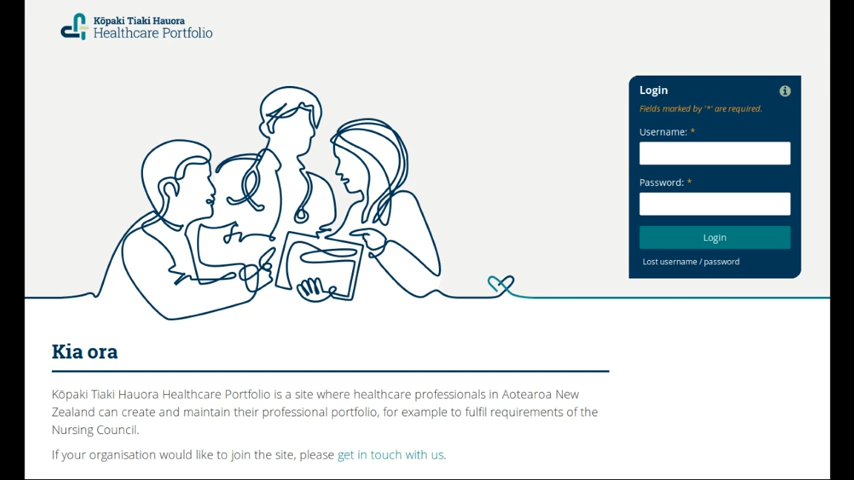 Kōpaki Tiaki Hauora
Healthcare Portfolio
Login
Fields marked by '*' are required.
Username: *
Password: *
Login
Lost username / password
Kia ora
Kōpaki Tiaki Hauora Healthcare Portfolio is a site where healthcare professionals in Aotearoa New
Zealand can create and maintain their professional portfolio, for example to fulfil requirements of the
Nursing Council.
If your organisation would like to join the site, please get in touch with us.